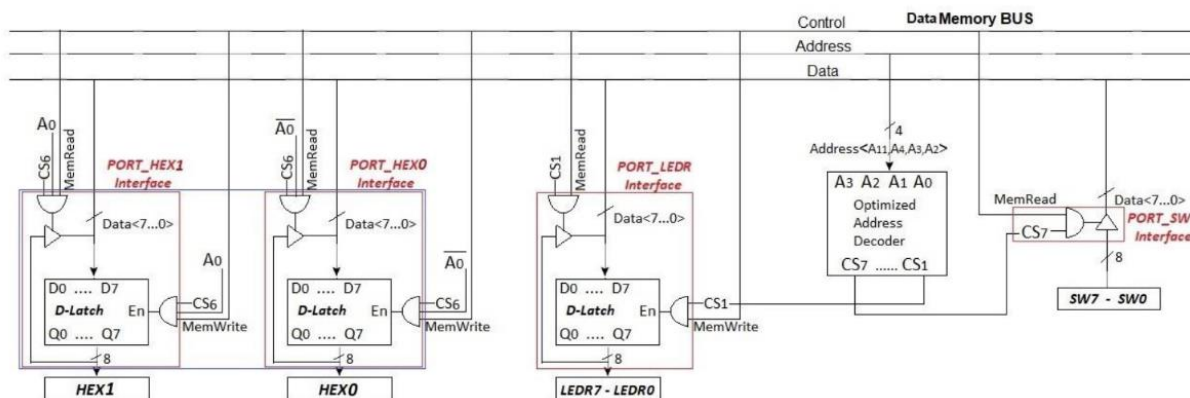 Control
Data Memory BUS
Address
Data
A0
CS6
MemRead
PORT_HEX1
Interface
Data<7...0>
D0 .... D7
D-Latch
En
Q0 .... Q7
A0
CS6
MemWrite
8
HEX1
A0
CS6
MemRead
PORT_HEX0
Interface
Data<7...0>
D0 .... D7
D-Latch
En
Q0 .... Q7
A0
CS6
MemWrite
8
HEX0
CS1
MemRead
PORT_LEDR
Interface
Data<7...0>
D0 .... D7
D-Latch
En
Q0 .... Q7
CS1
MemWrite
8
LEDR7 - LEDR0
4
Address<A11,A4,A3,A2>
A3 A2 A1 A0
Optimized
Address
Decoder
CS7 ...... CS1
MemRead
CS7
Data<7...0>
PORT_SW
Interface
8
SW7 - SW0